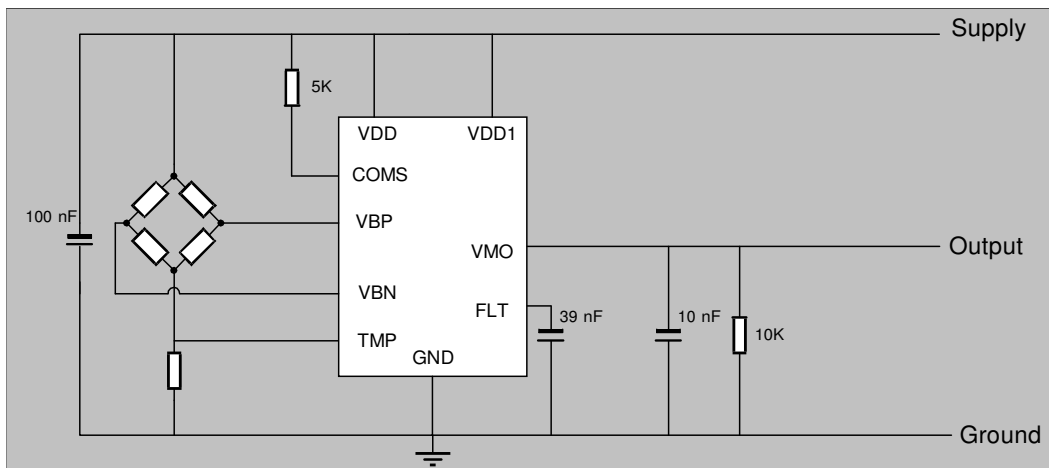 Supply
5K
VDD
VDD1
COMS
100 nF
VBP
VMO
Output
VBN
FLT
39 nF
10 nF
10K
TMP
GND
Ground